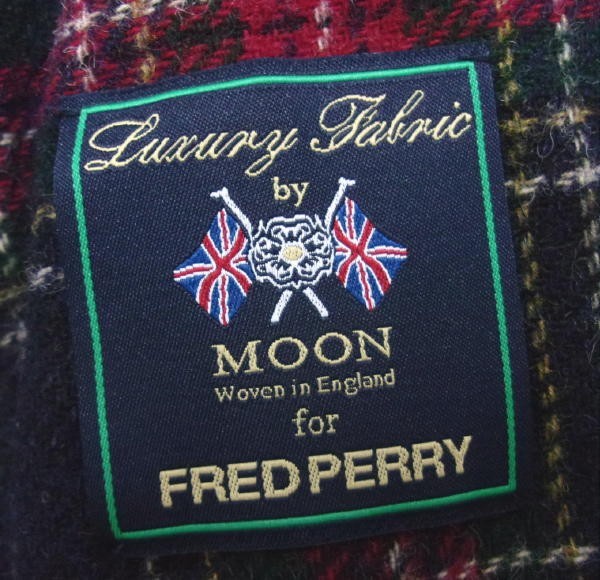 Luxury Fabric
by
MOON
Woven in England
for
FRED PERRY